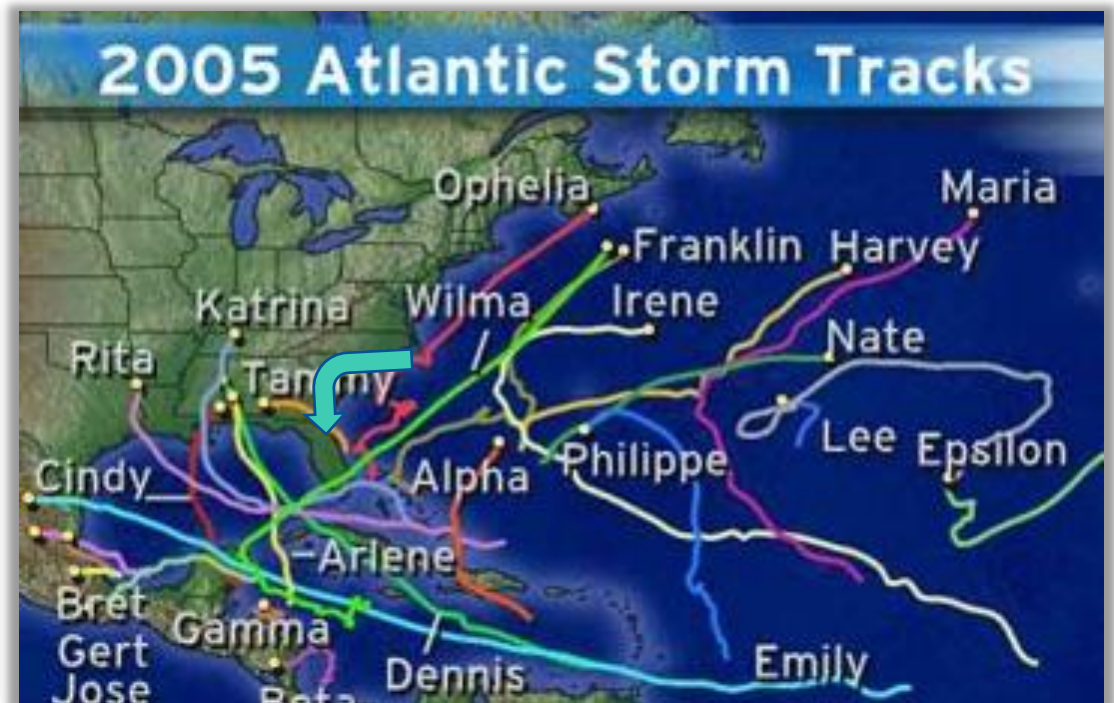 2005 Atlantic Storm Tracks
Ophelia
Maria
Franklin
Harvey
Katrina
Wilma
Irene
Rita
Tammy
Nate
Lee
Epsilon
Cindy
Alpha
Philippe
Arlene
Bret
Gamma
Gert
Dennis
Emily
Jose
Beta